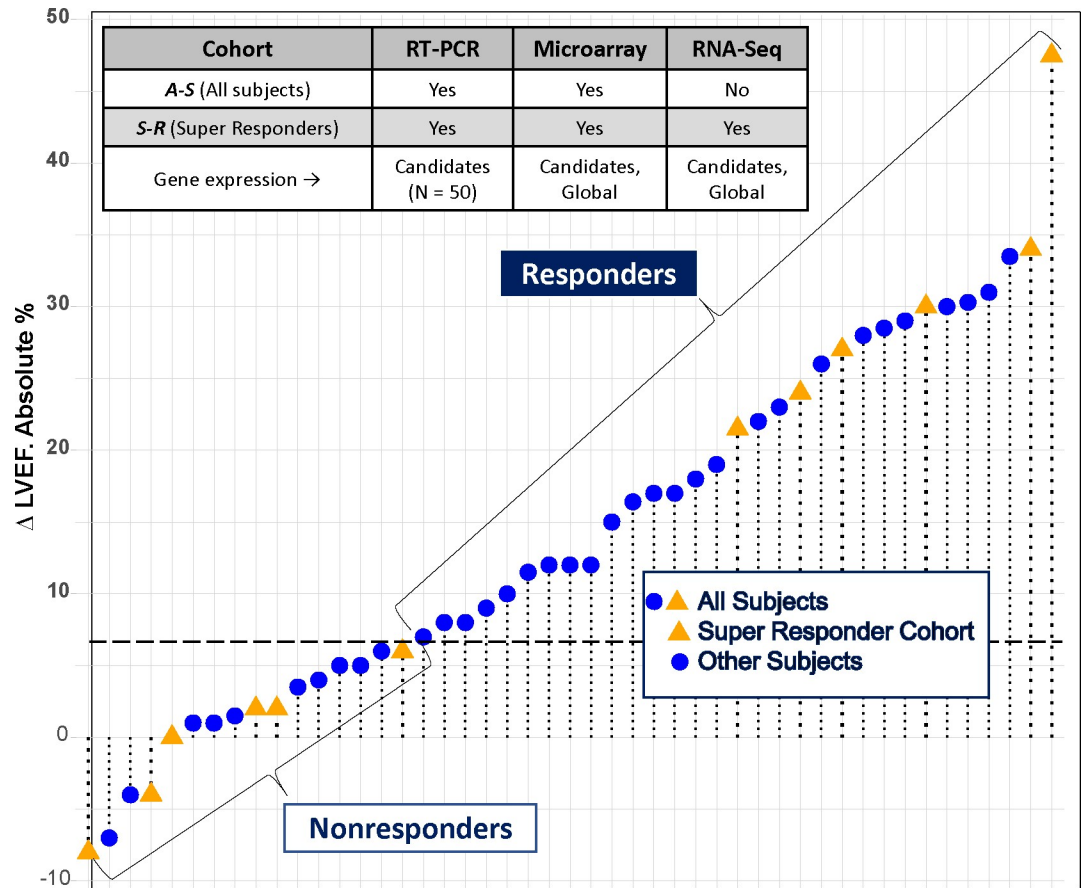 50
Cohort RT-PCR Microarray RNA-Seq
A-S (All subjects) Yes Yes No
S-R (Super Responders) Yes Yes Yes
Gene expression → Candidates (N = 50) Candidates, Global Candidates, Global
40
Responders
30
Δ LVEF. Absolute %
20
10
All Subjects
Super Responder Cohort
Other Subjects
0
Nonresponders
-10